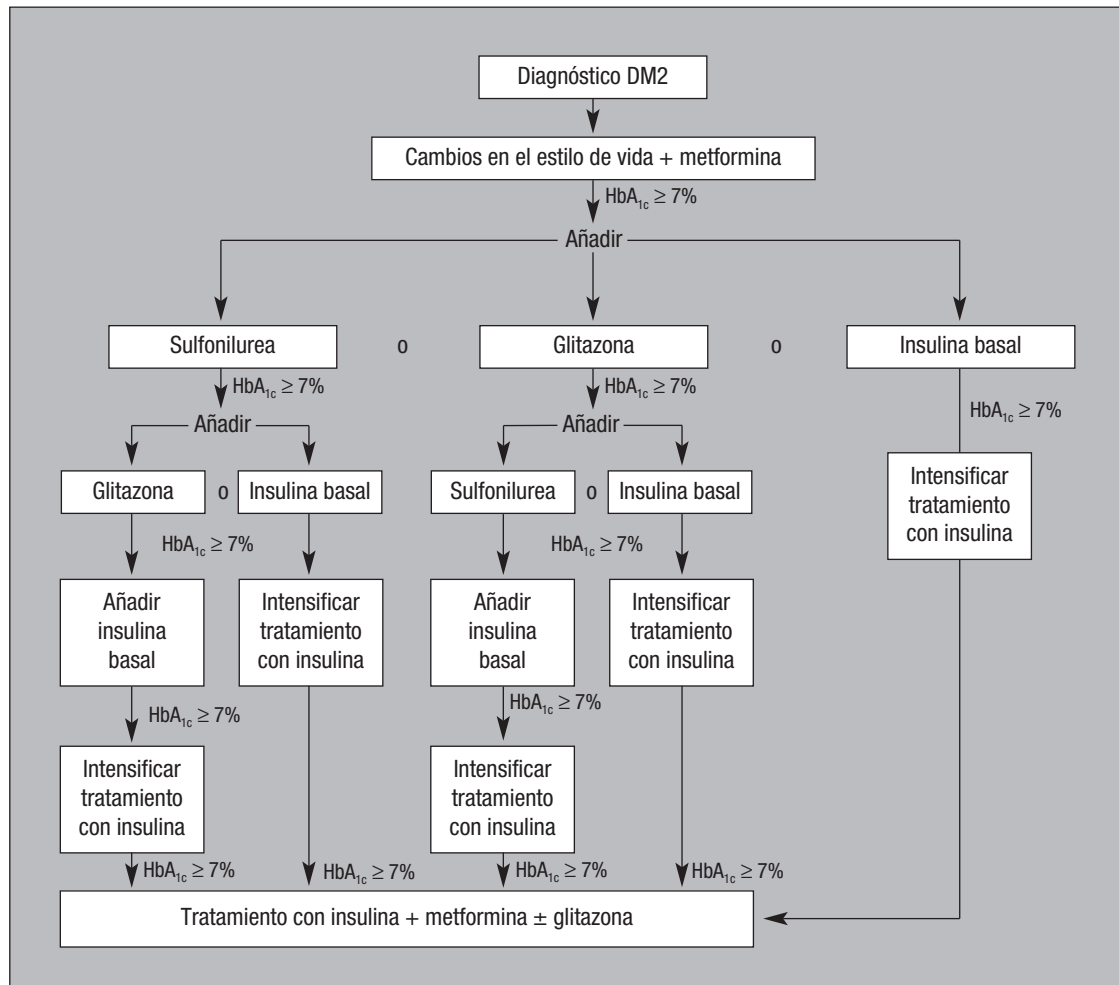 Diagnóstico DM2
Cambios en el estilo de vida + metformina
HbA1c ≥ 7%
Añadir
Sulfonilurea o Glitazona o Insulina basal
HbA1c ≥ 7% HbA1c ≥ 7% HbA1c ≥ 7%
Añadir Añadir
Glitazona o Insulina basal Sulfonilurea o Insulina basal
Intensificar
tratamiento
con insulina
HbA1c ≥ 7% HbA1c ≥ 7%
Añadir
insulina
basal
Intensificar
tratamiento
con insulina
Añadir
insulina
basal
Intensificar
tratamiento
con insulina
HbA1c ≥ 7% HbA1c ≥ 7%
Intensificar
tratamiento
con insulina
Intensificar
tratamiento
con insulina
HbA1c ≥ 7% HbA1c ≥ 7% HbA1c ≥ 7% HbA1c ≥ 7%
Tratamiento con insulina + metformina ± glitazona